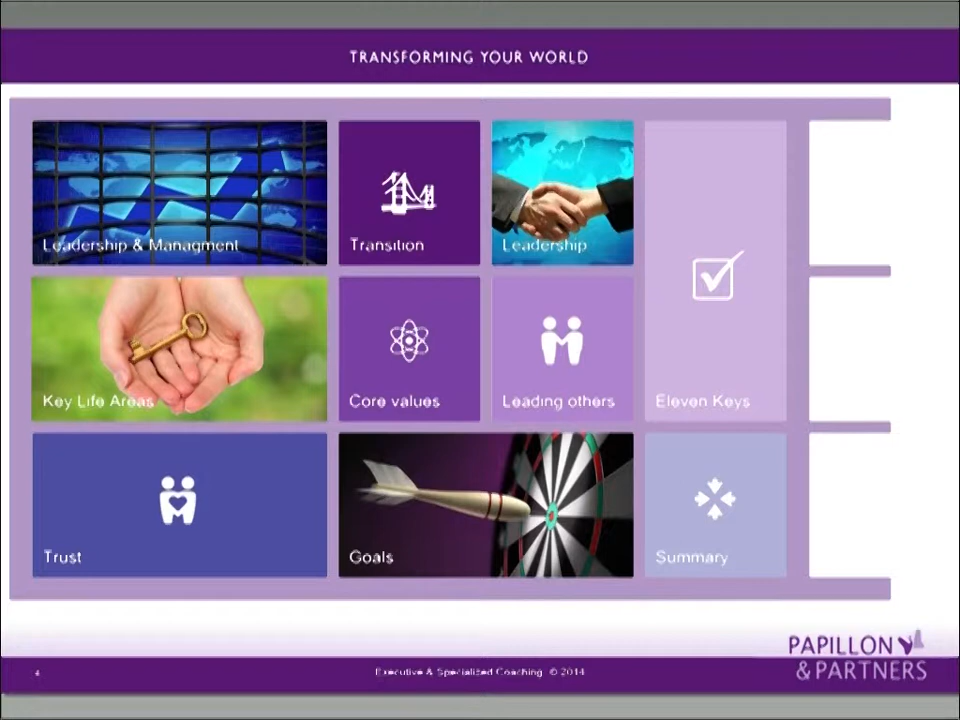 TRANSFORMING YOUR WORLD
Leadership & Managment
Transition
Leadership
Key Life Areas
Core values
Leading others
Eleven Keys
Trust
Goals
Summary
4
Executive & Specialized Coaching © 2014
PAPILLON
& PARTNERS